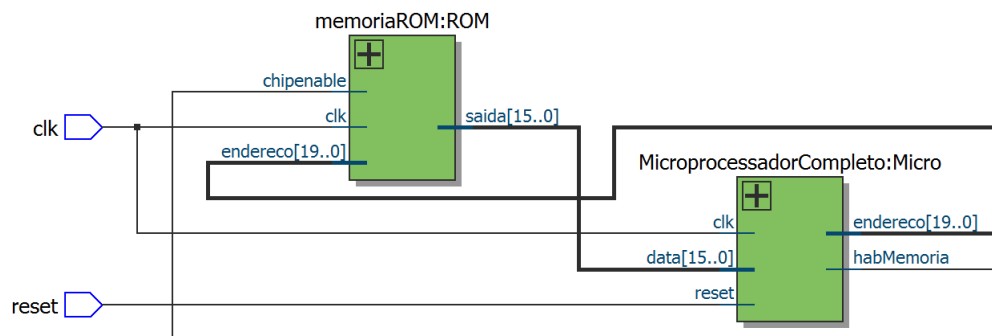 memoriaROM:ROM
chipenable
clk
clk
saida[15..0]
endereco[19..0]
MicroprocessadorCompleto:Micro
clk
endereco[19..0]
data[15..0]
habMemoria
reset
reset